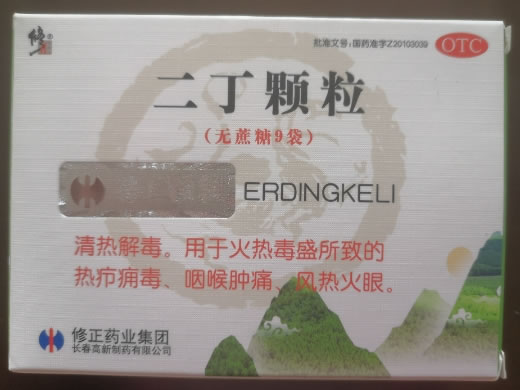 修
批准文号：国药准字Z20103039
OTC
二丁颗粒
（无蔗糖9袋）
ERDINGKELI
清热解毒。用于火热毒盛所致的
热疖痈毒、咽喉肿痛、风热火眼。
修正药业集团
长春高新制药有限公司